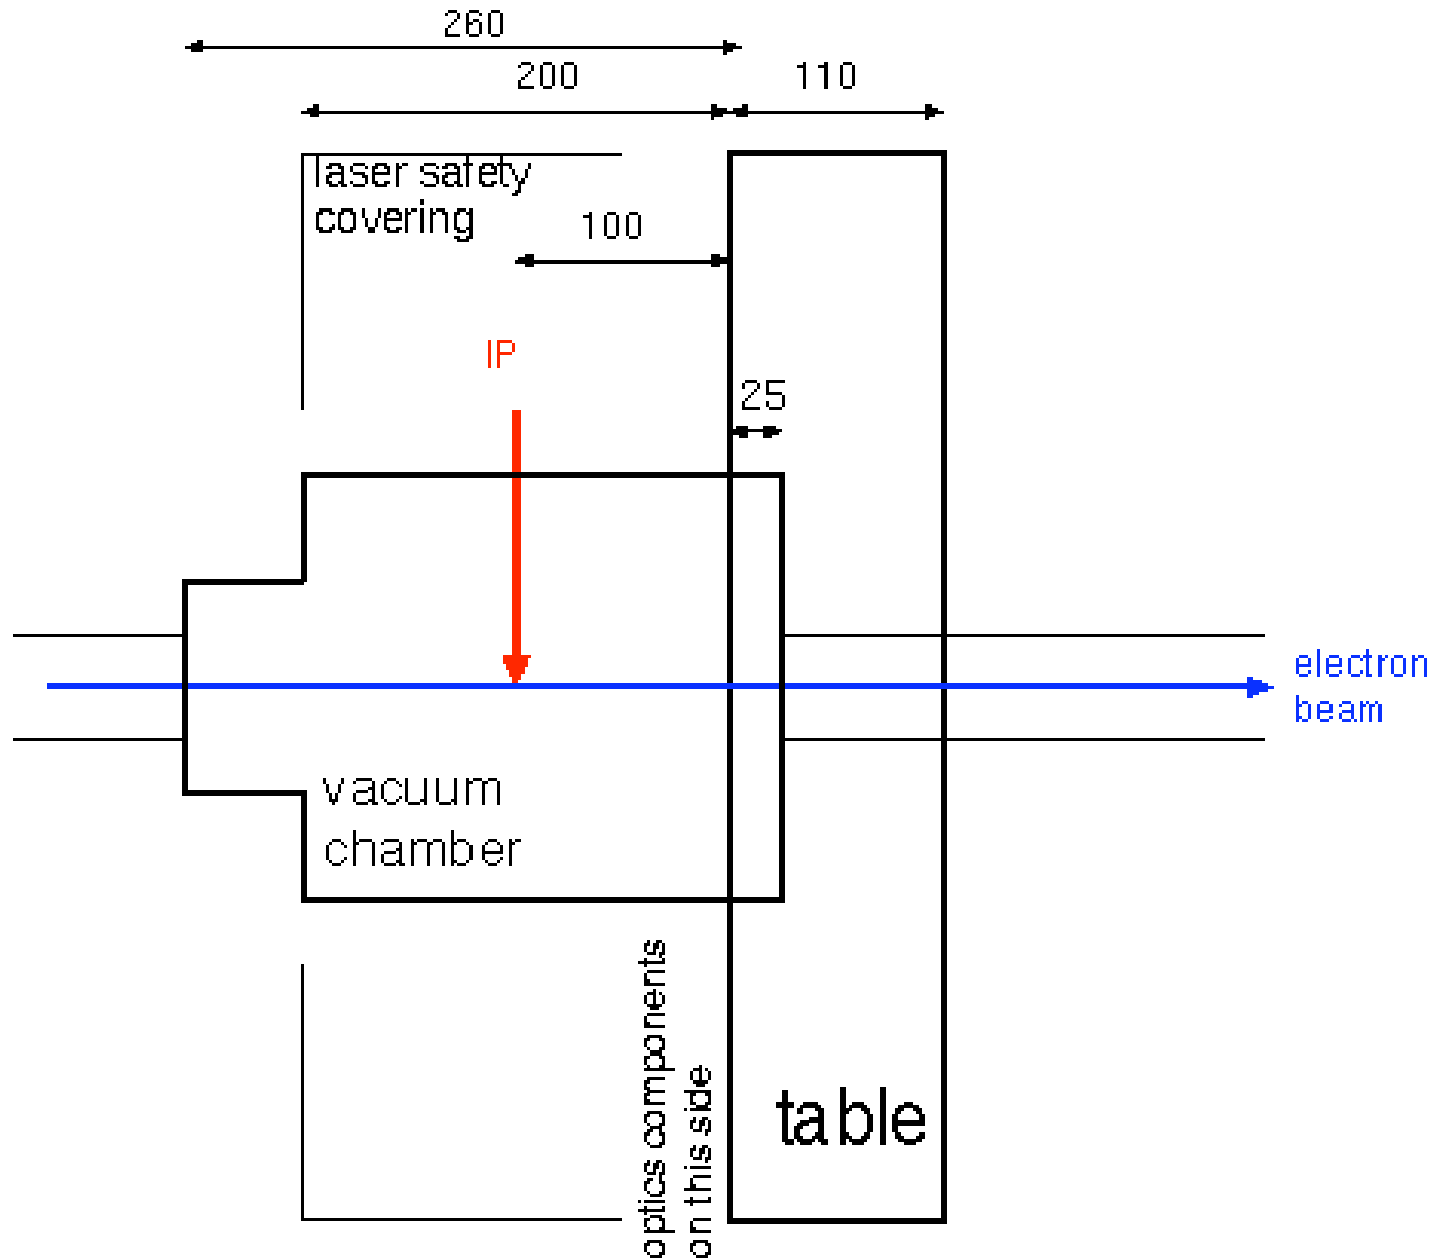 260
200
110
laser safety
covering
100
IP
25
electron
beam
vacuum
chamber
optics components
on this side
table